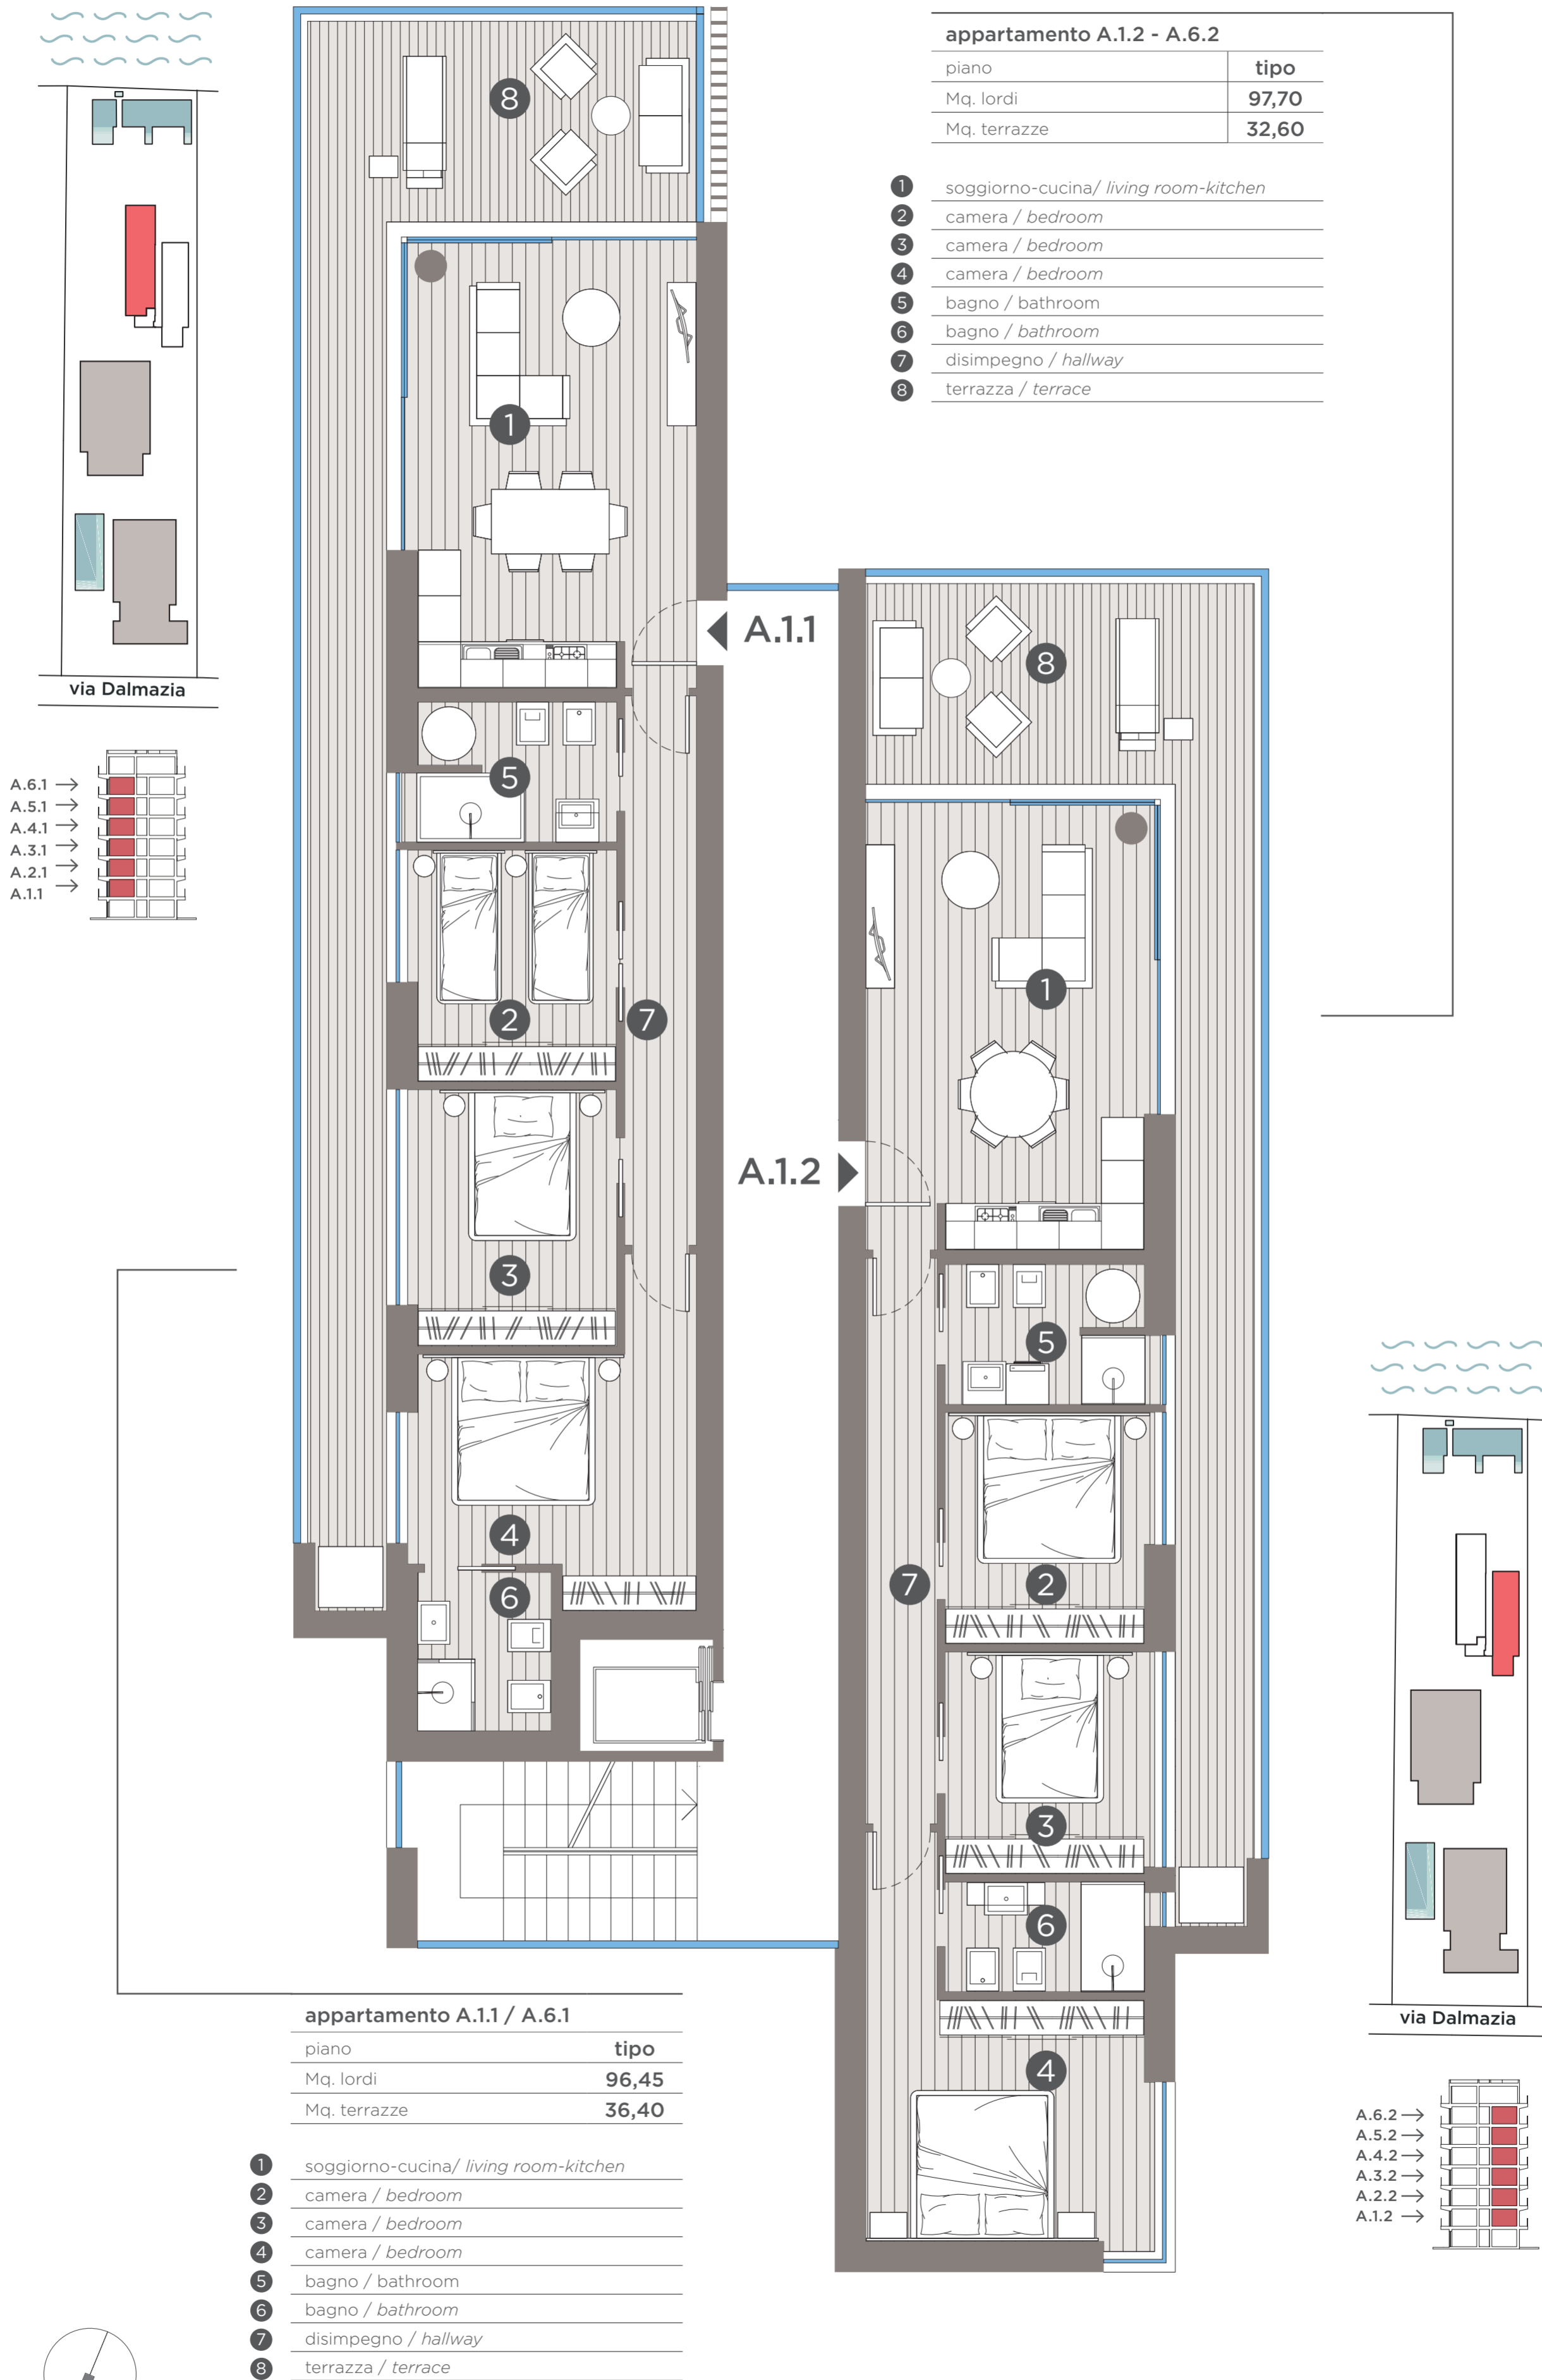 appartamento A.1.2 - A.6.2
piano tipo
Mq. lordi 97,70
Mq. terrazze 32,60
1 soggiorno-cucina/ living room-kitchen
2 camera / bedroom
3 camera / bedroom
4 camera / bedroom
5 bagno / bathroom
6 bagno / bathroom
7 disimpegno / hallway
8 terrazza / terrace
via Dalmazia
A.6.1
A.5.1
A.4.1
A.3.1
A.2.1
A.1.1
8
1
A.1.1
5
2
7
3
4
6
8
1
A.1.2
5
7
2
3
6
4
via Dalmazia
A.6.2
A.5.2
A.4.2
A.3.2
A.2.2
A.1.2
appartamento A.1.1 / A.6.1
piano tipo
Mq. lordi 96,45
Mq. terrazze 36,40
1 soggiorno-cucina/ living room-kitchen
2 camera / bedroom
3 camera / bedroom
4 camera / bedroom
5 bagno / bathroom
6 bagno / bathroom
7 disimpegno / hallway
8 terrazza / terrace